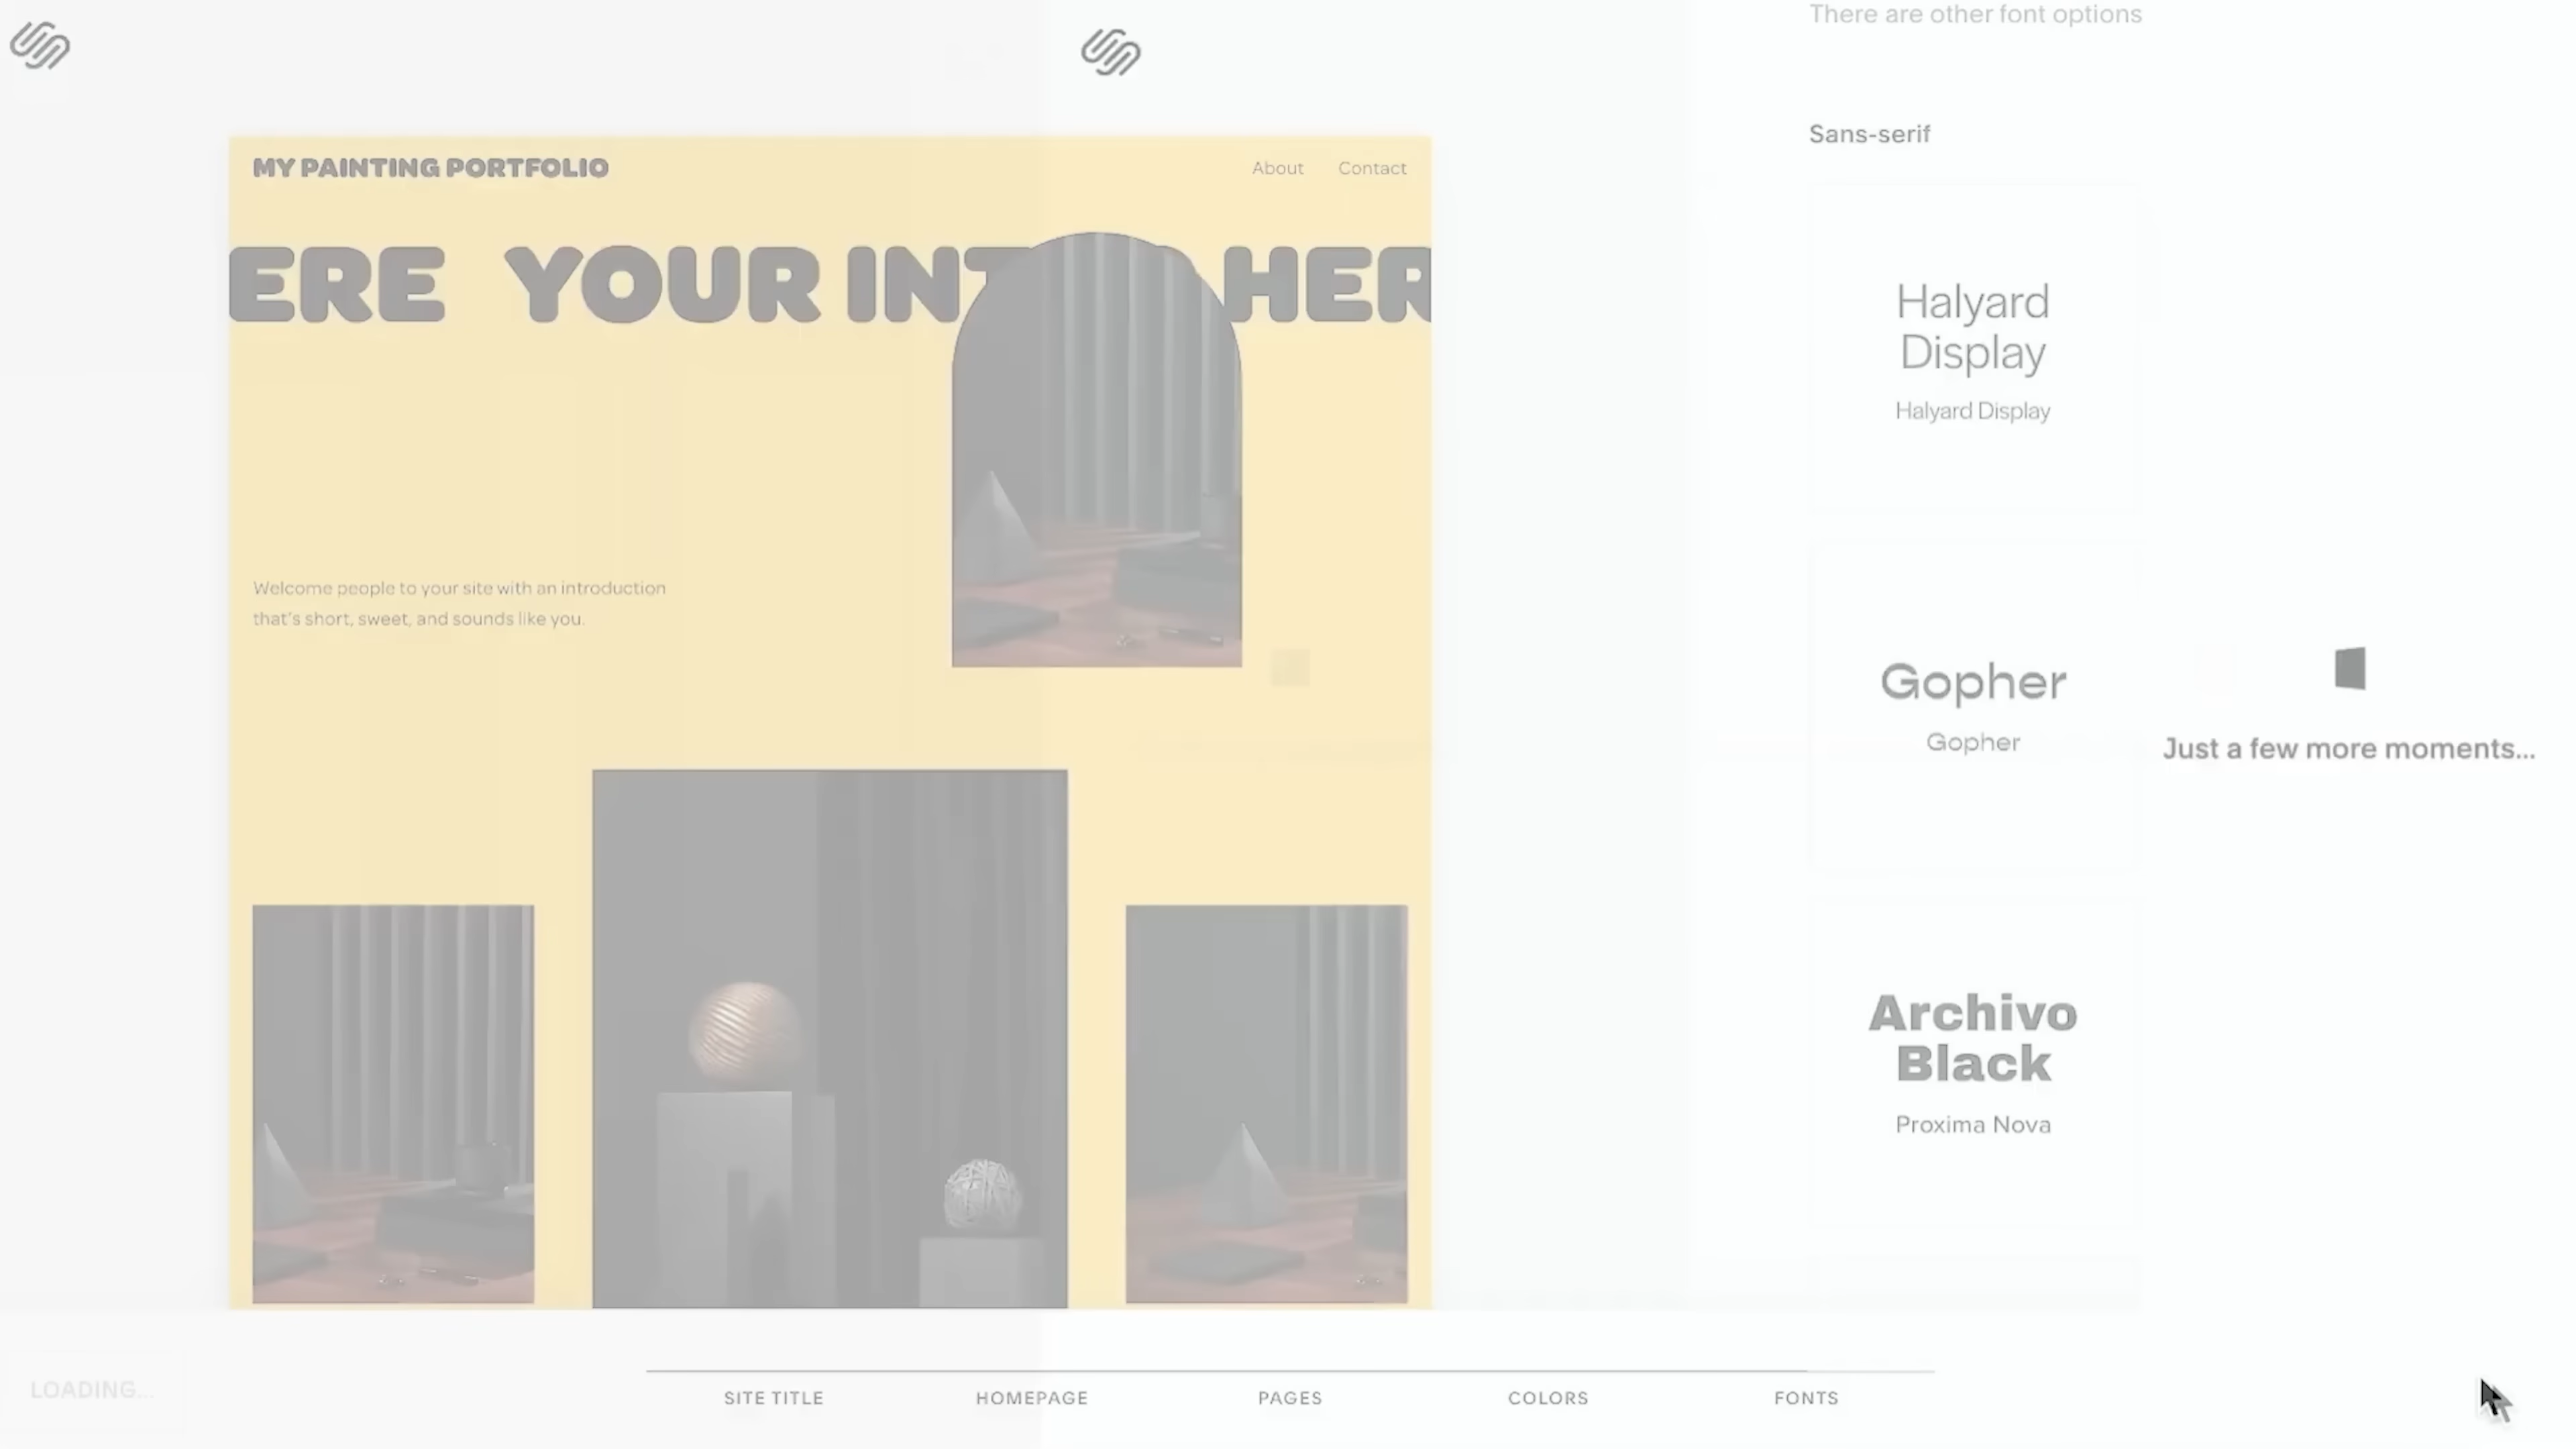 There are other font options
Sans-serif
MY PAINTING PORTFOLIO
About
Contact
ERE YOUR INT HER
Halyard
Display
Halyard Display
Welcome people to your site with an introduction
that's short, sweet, and sounds like you.
Gopher
Gopher
Just a few more moments...
Archivo
Black
Proxima Nova
LOADING...
SITE TITLE
HOMEPAGE
PAGES
COLORS
FONTS